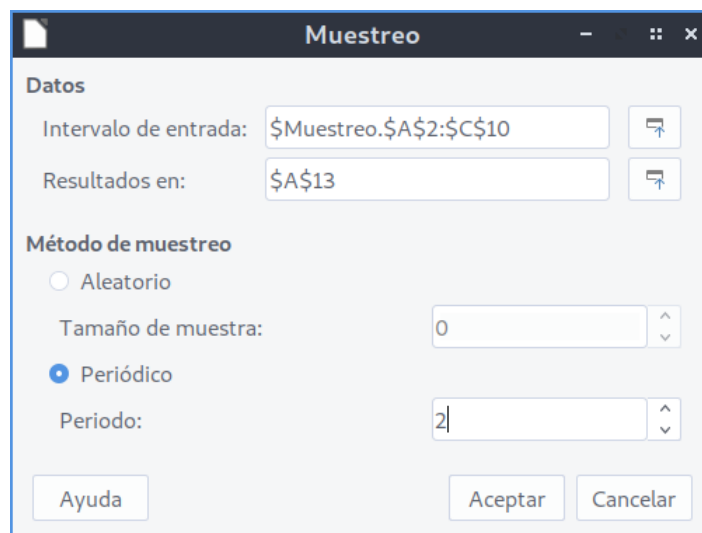 Muestreo
Datos
Intervalo de entrada: $Muestreo.$A$2:$C$10
Resultados en: $A$13
Método de muestreo
Aleatorio
Tamaño de muestra: 0
Periódico
Periodo: 2
Ayuda Aceptar Cancelar